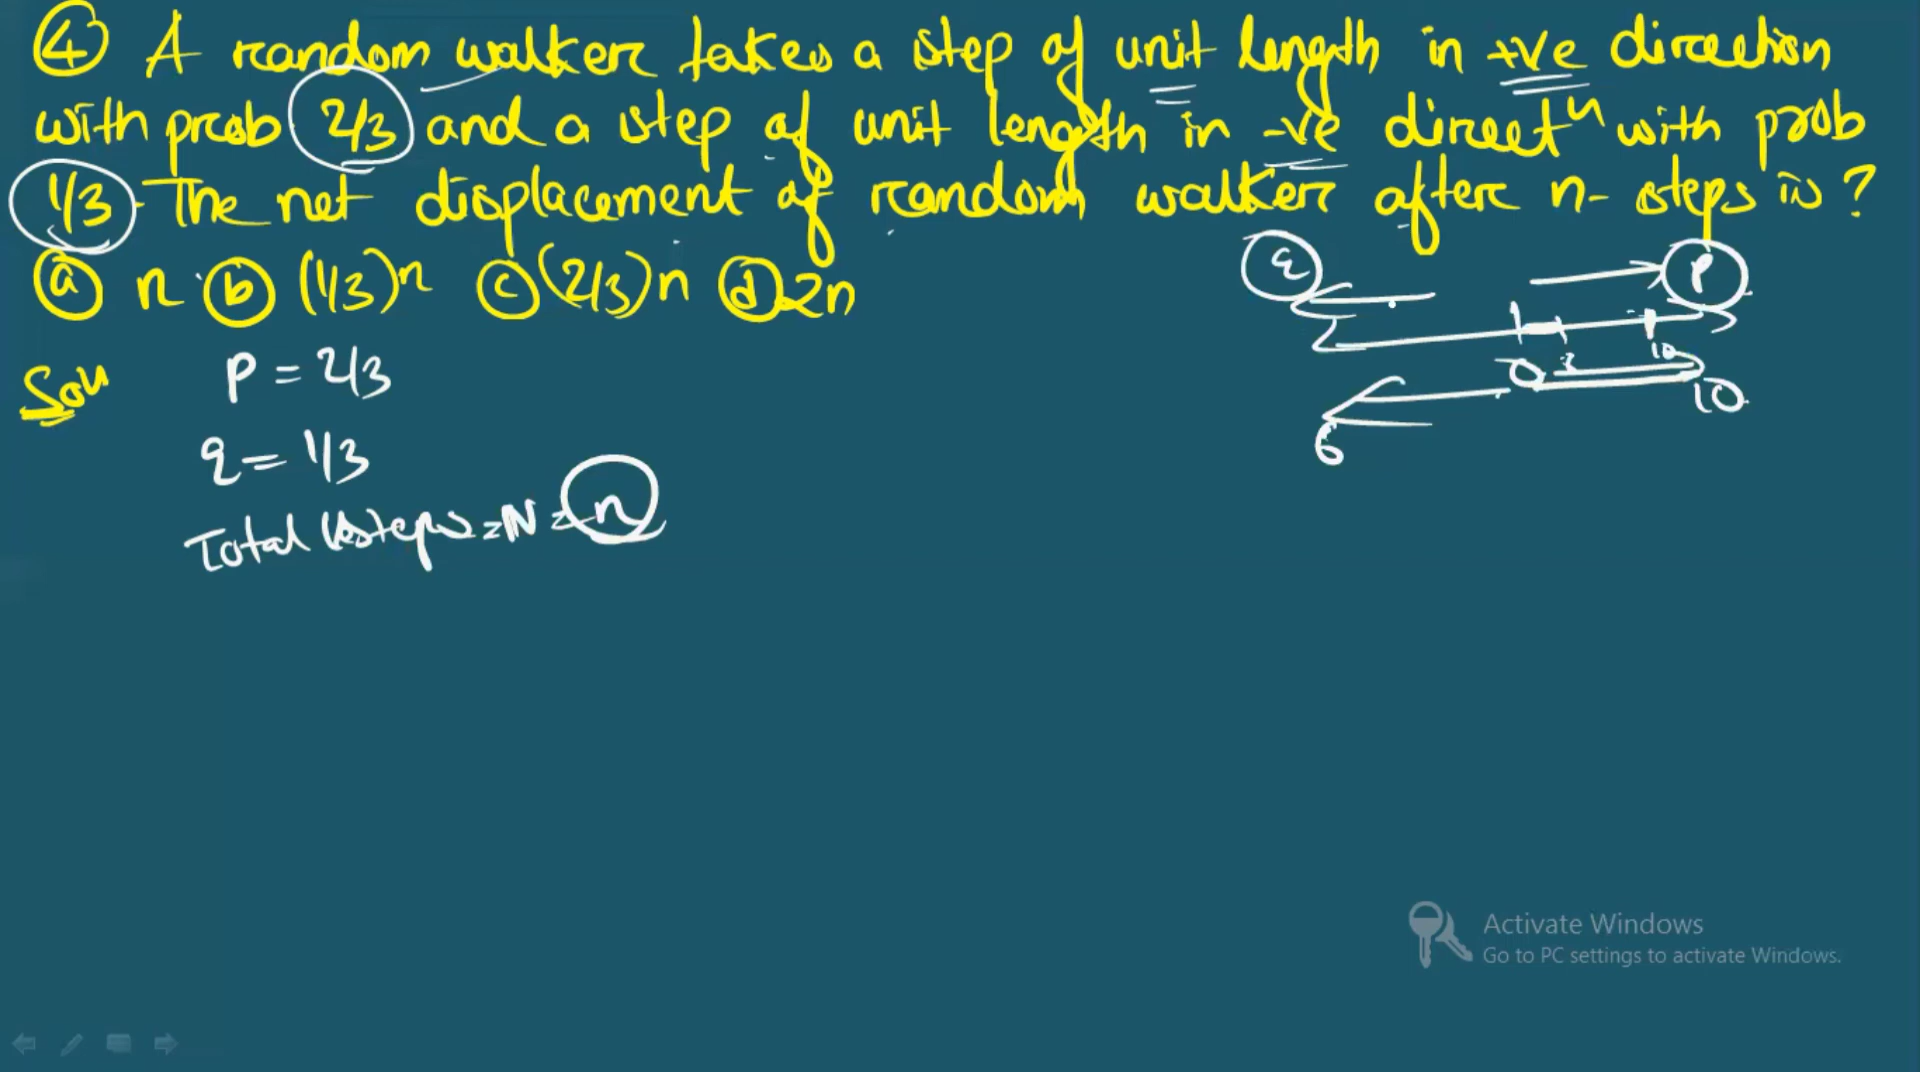 ④ A random walker takes a step of unit length in +ve direction
with prob 2/3 and a step of unit length in -ve directⁿ with prob
1/3. The net displacement of random walker after n- steps is?
ⓐ n ⓑ (1/3)n ⓒ (2/3)n ⓓ 2n
q P
0 10
10
6
Soln
P = 2/3
q = 1/3
Total steps = N = n
Activate Windows
Go to PC settings to activate Windows.